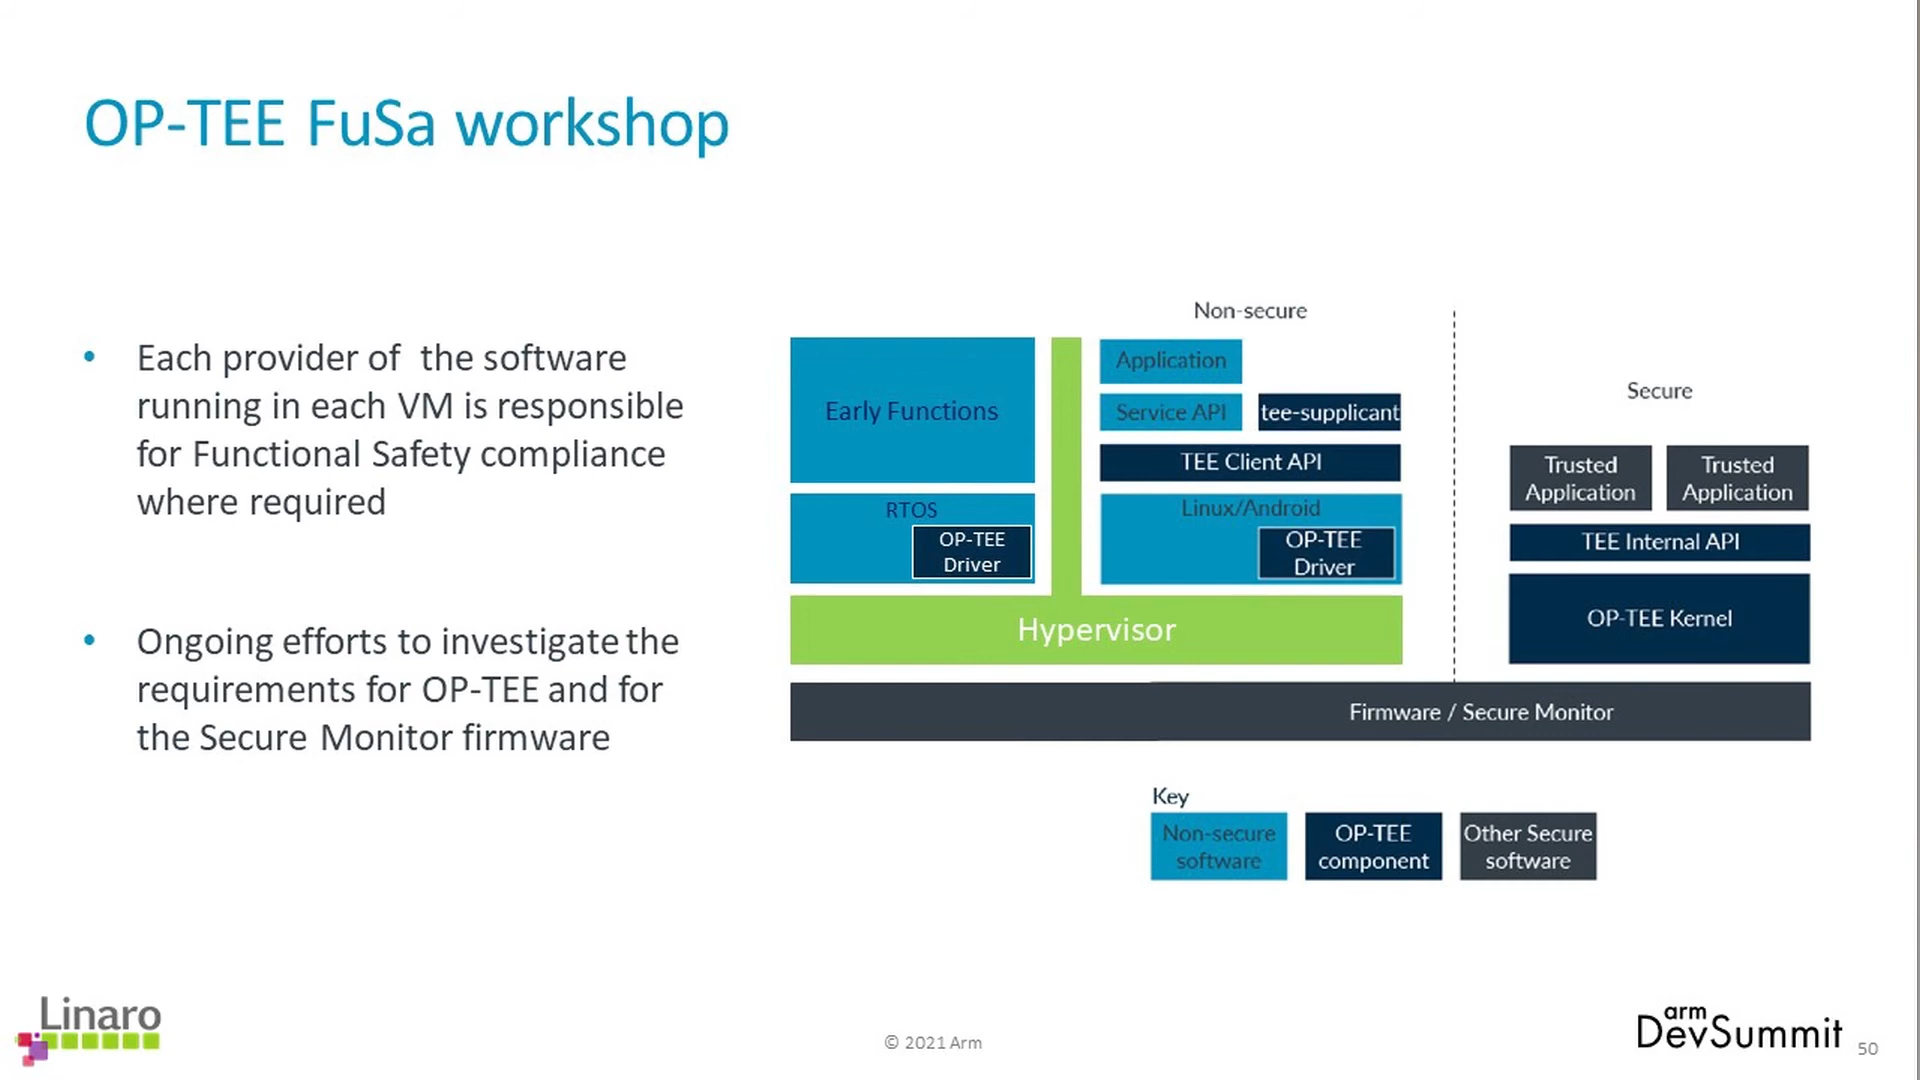 OP-TEE FuSa workshop
• Each provider of the software
running in each VM is responsible
for Functional Safety compliance
where required
• Ongoing efforts to investigate the
requirements for OP-TEE and for
the Secure Monitor firmware
Non-secure
Early Functions
RTOS
OP-TEE
Driver
Application
Service API
tee-supplicant
TEE Client API
Linux/Android
OP-TEE
Driver
Hypervisor
Secure
Trusted
Application
Trusted
Application
TEE Internal API
OP-TEE Kernel
Firmware / Secure Monitor
Key
Non-secure
software
OP-TEE
component
Other Secure
software
Linaro
© 2021 Arm
arm
DevSummit
50